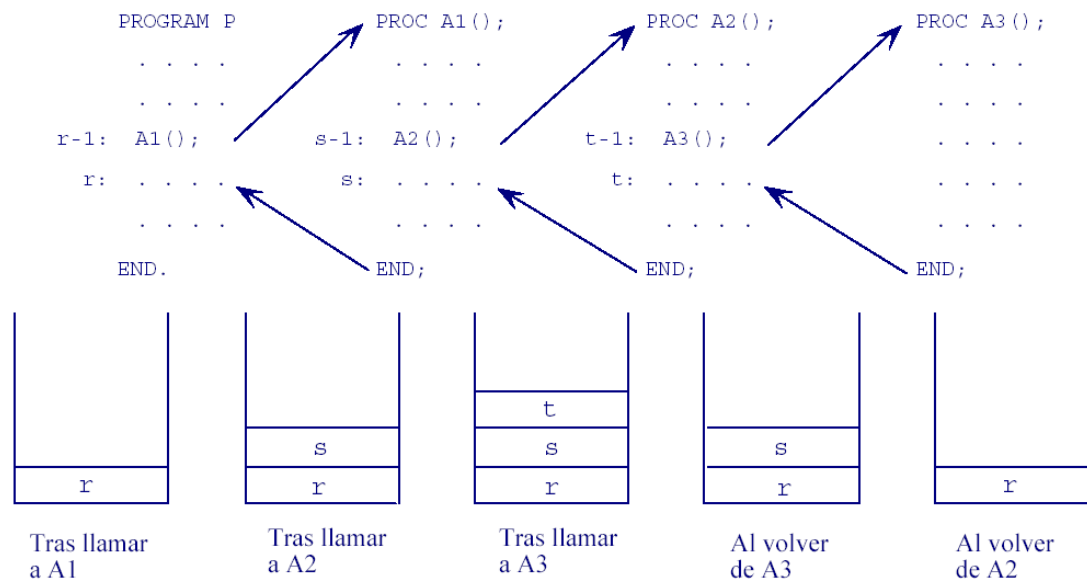 PROGRAM P    PROC A1();    PROC A2();    PROC A3();
. . . .    . . . .    . . . .    . . . .
. . . .    . . . .    . . . .    . . . .
r-1: A1();    s-1: A2();    t-1: A3();    . . . .
r: . . . .    s: . . . .    t: . . . .    . . . .
. . . .    . . . .    . . . .    . . . .
END.    END;    END;    END;
t
s    s    s
r    r    r    r    r
Tras llamar    Tras llamar    Tras llamar    Al volver    Al volver
a A1    a A2    a A3    de A3    de A2